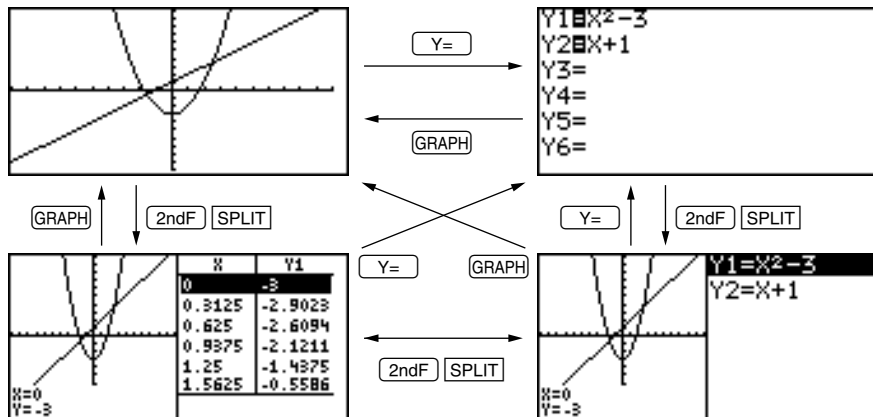 Y=
GRAPH
Y1=X²-3
Y2=X+1
Y3=
Y4=
Y5=
Y6=
GRAPH
2ndF SPLIT
Y=
GRAPH
Y=
2ndF SPLIT
X Y1
0 -3
0.3125 -2.9023
0.625 -2.6094
0.9375 -2.1211
1.25 -1.4375
1.5625 -0.5586
X=0
Y=-3
2ndF SPLIT
Y1=X²-3
Y2=X+1
X=0
Y=-3